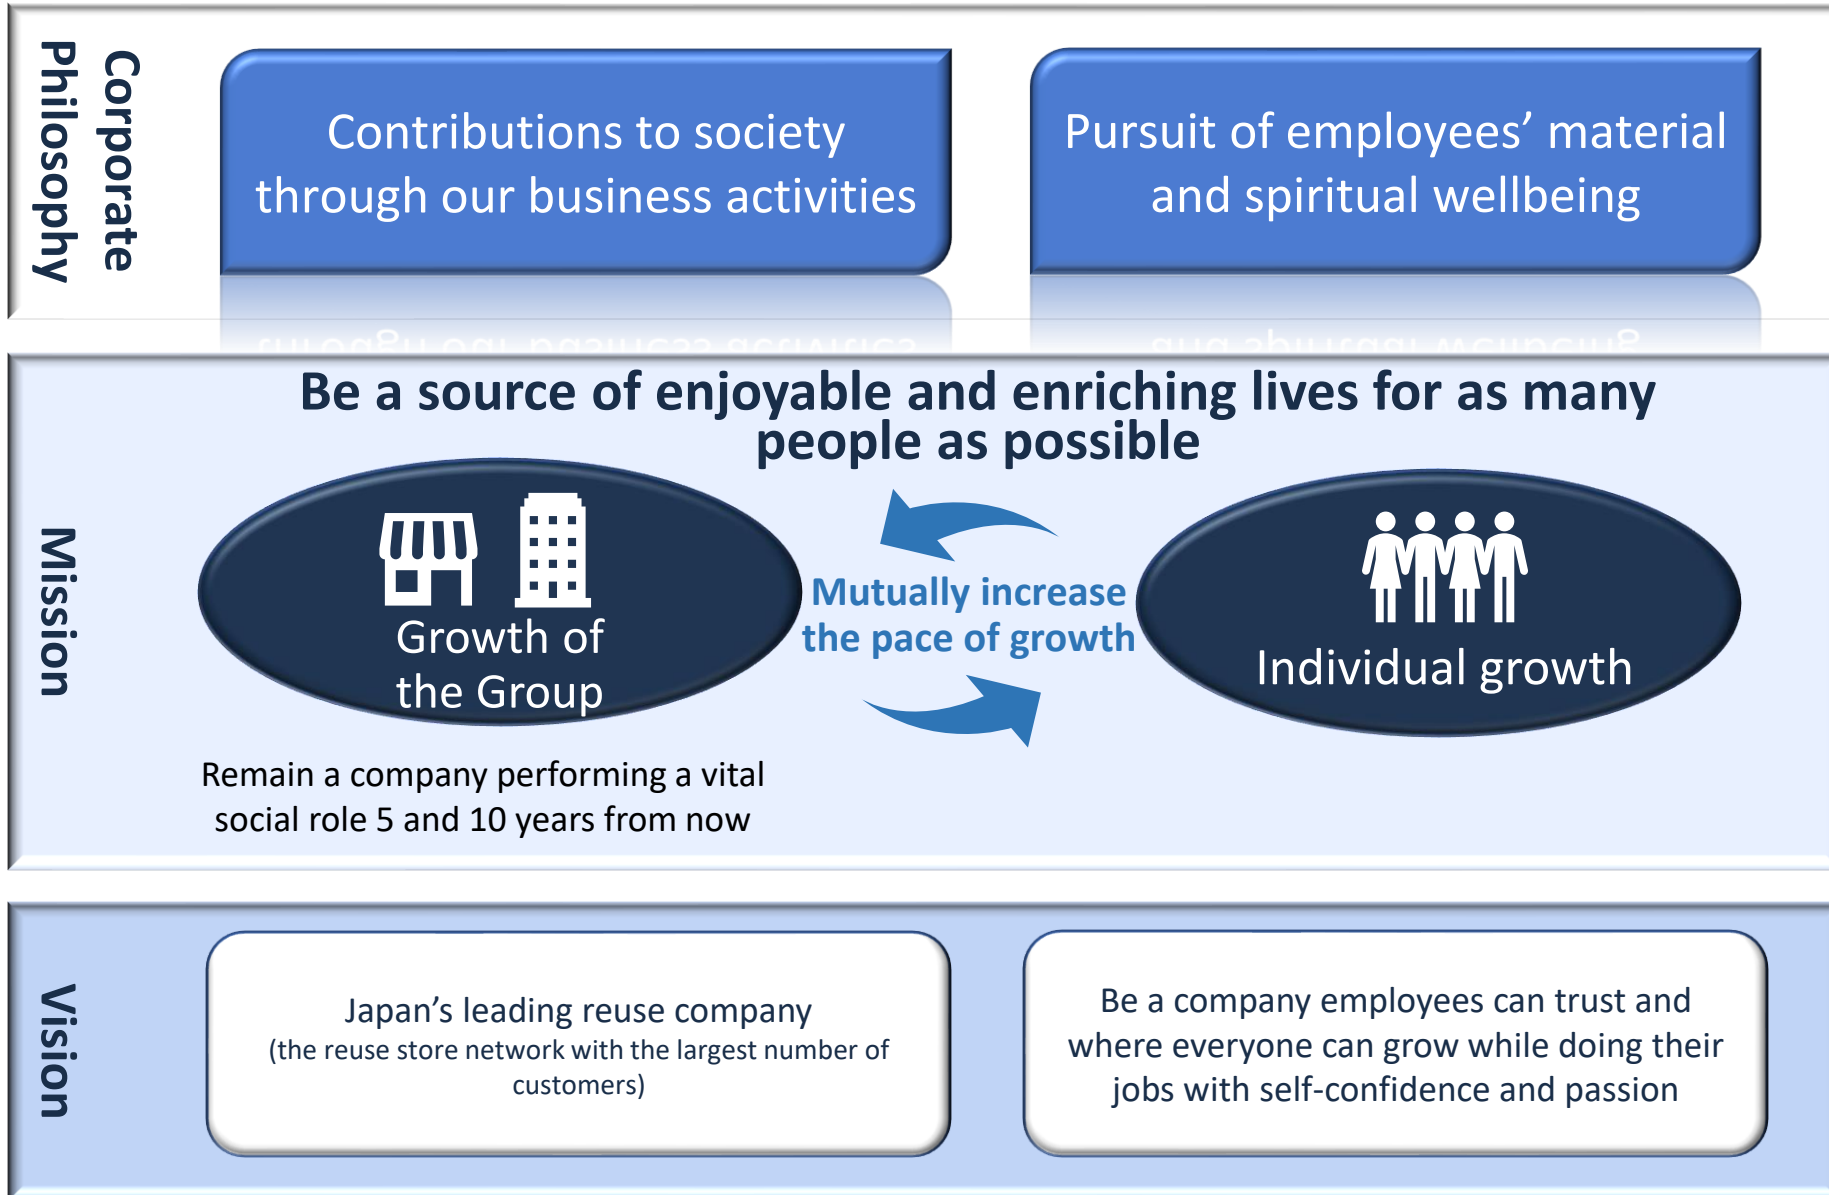 Corporate
Philosophy
Contributions to society
through our business activities
Pursuit of employees’ material
and spiritual wellbeing
Mission
Be a source of enjoyable and enriching lives for as many
people as possible
Growth of
the Group
Mutually increase
the pace of growth
Individual growth
Remain a company performing a vital
social role 5 and 10 years from now
Vision
Japan’s leading reuse company
(the reuse store network with the largest number of
customers)
Be a company employees can trust and
where everyone can grow while doing their
jobs with self-confidence and passion